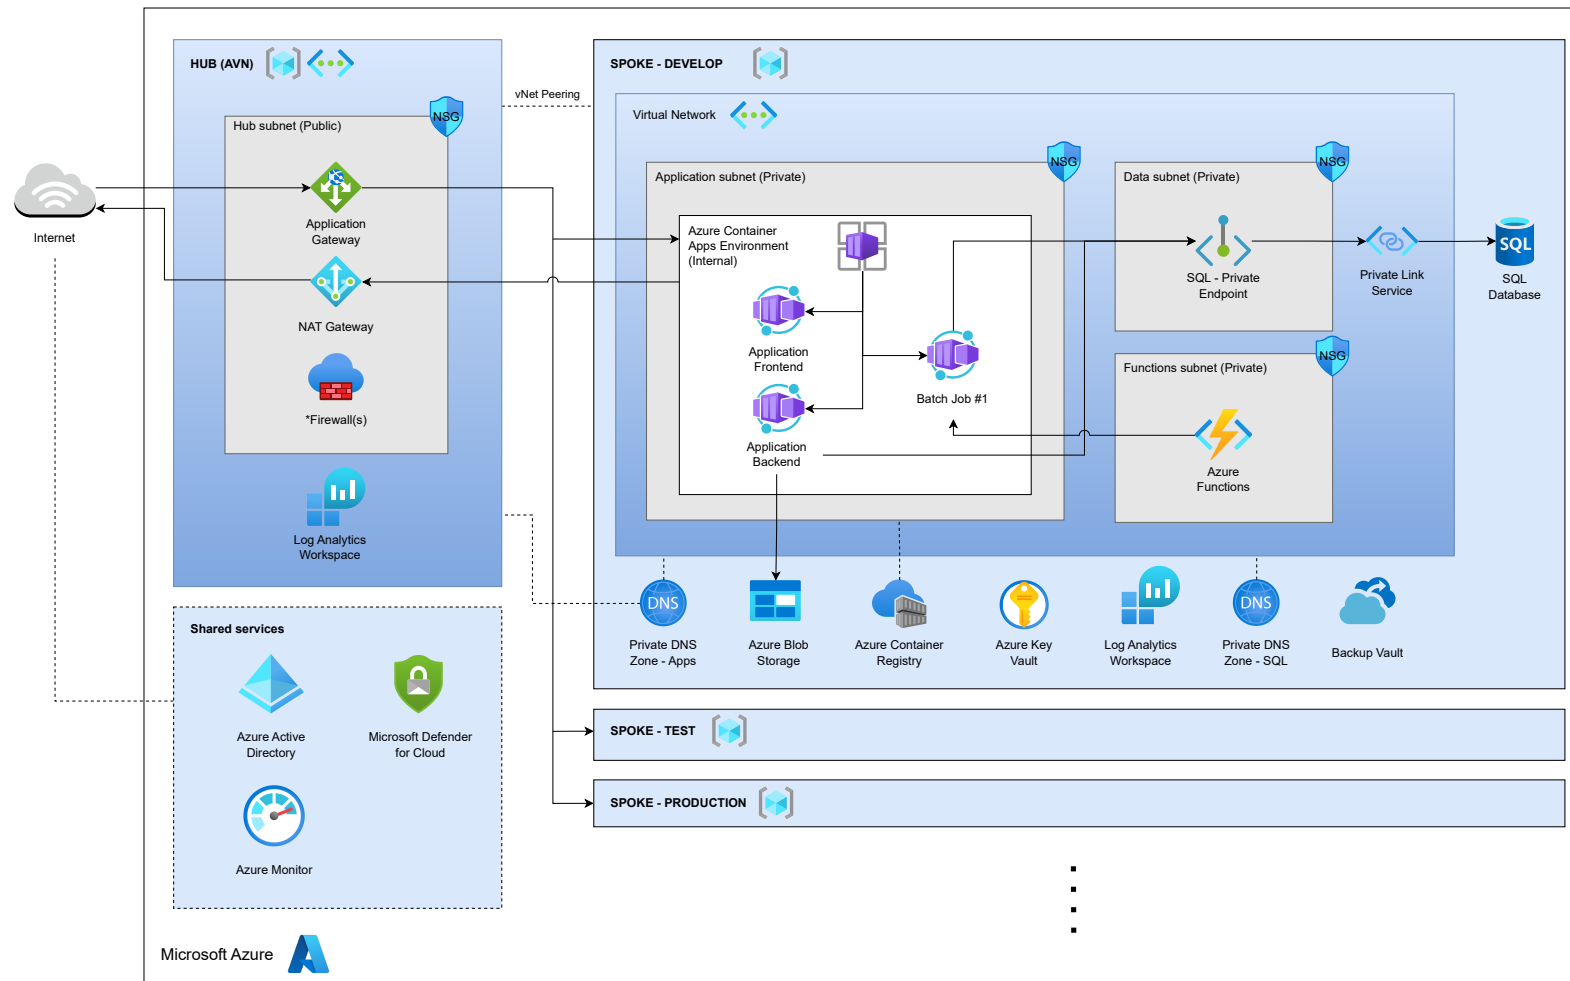 HUB (AVN)
vNet Peering
NSG
Hub subnet (Public)
Internet
Application
Gateway
NAT Gateway
*Firewall(s)
Log Analytics
Workspace
Shared services
Azure Active
Directory
Microsoft Defender
for Cloud
Azure Monitor
Microsoft Azure
SPOKE - DEVELOP
Virtual Network
NSG
Application subnet (Private)
Azure Container
Apps Environment
(Internal)
Application
Frontend
Batch Job #1
Application
Backend
NSG
Data subnet (Private)
SQL - Private
Endpoint
Private Link
Service
SQL
SQL
Database
NSG
Functions subnet (Private)
Azure
Functions
DNS
Private DNS
Zone - Apps
Azure Blob
Storage
Azure Container
Registry
Azure Key
Vault
Log Analytics
Workspace
DNS
Private DNS
Zone - SQL
Backup Vault
SPOKE - TEST
SPOKE - PRODUCTION